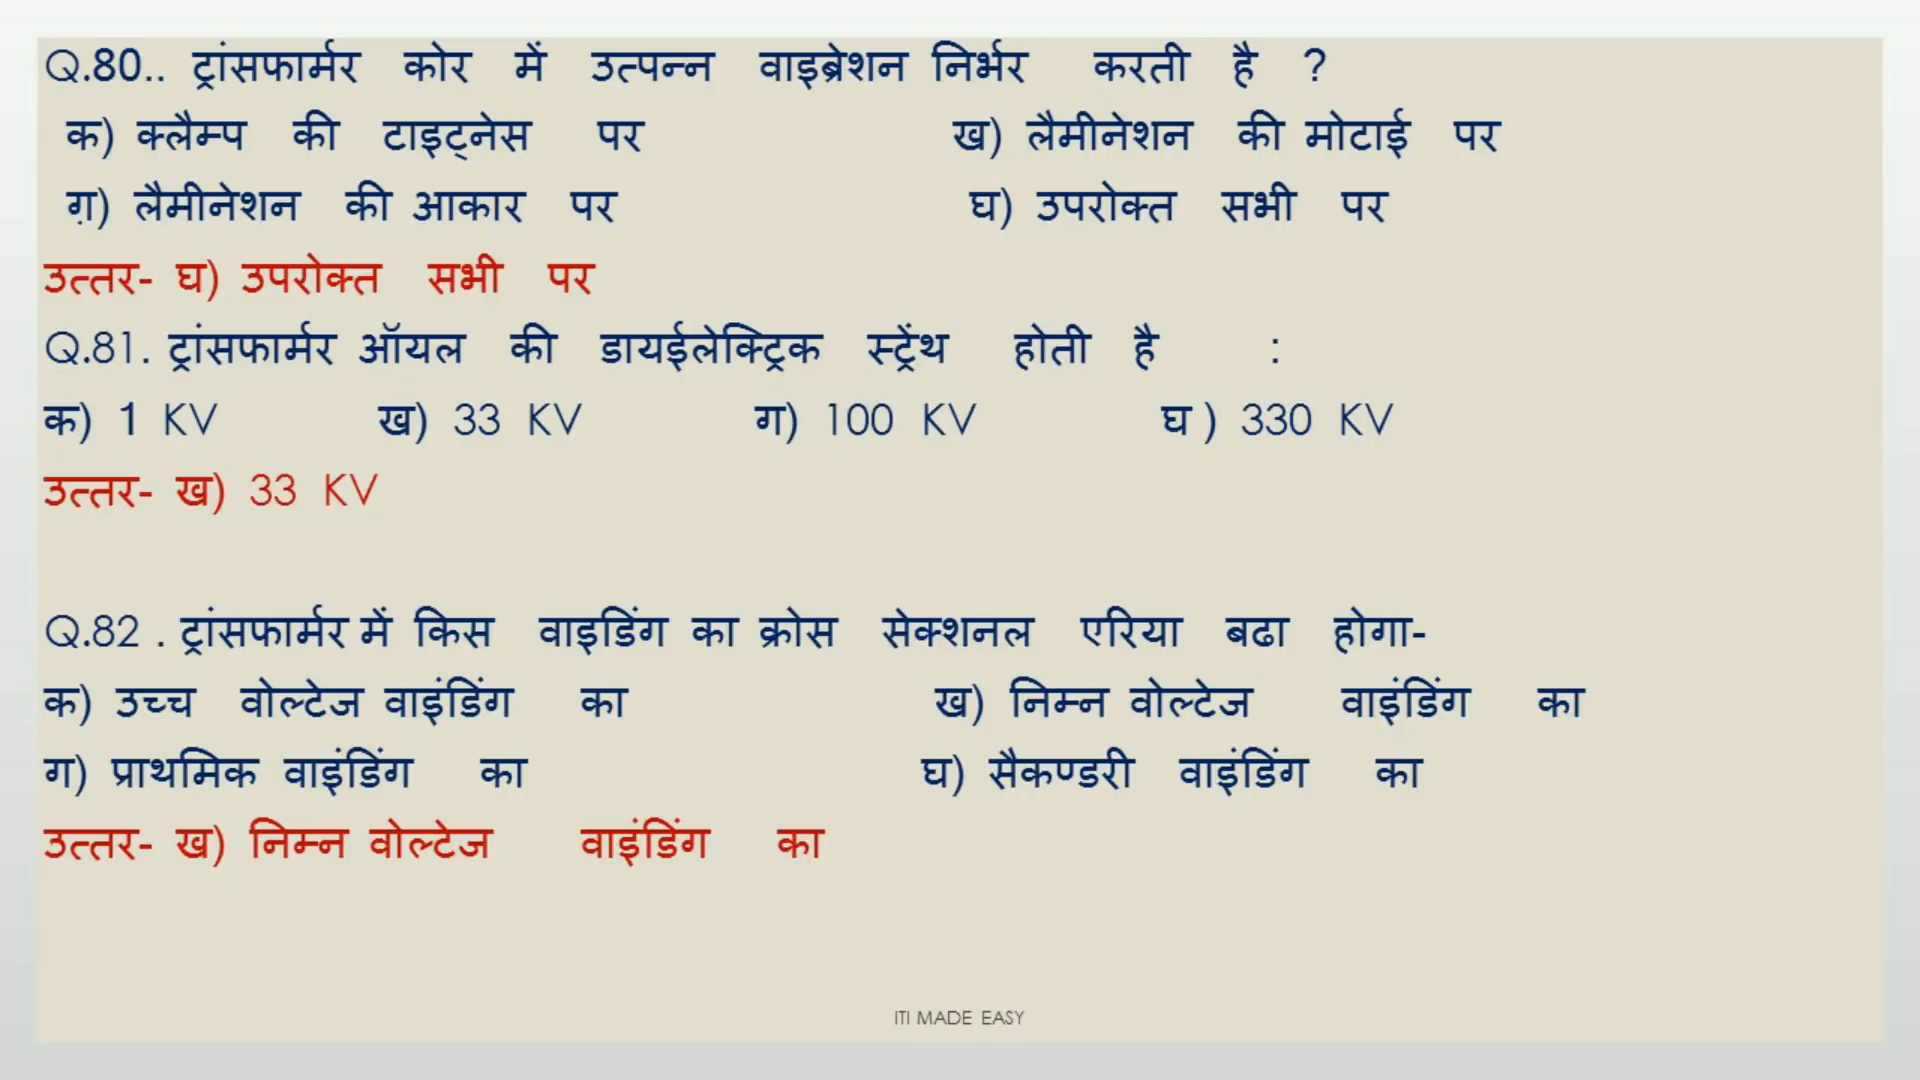 Q.80.. ट्रांसफार्मर कोर में उत्पन्न वाइब्रेशन निर्भर करती है ?
क) क्लैम्प की टाइट्नेस पर ख) लैमीनेशन की मोटाई पर
ग़) लैमीनेशन की आकार पर घ) उपरोक्त सभी पर
उत्तर- घ) उपरोक्त सभी पर
Q.81. ट्रांसफार्मर ऑयल की डायईलेक्ट्रिक स्ट्रेंथ होती है :
क) 1 KV ख) 33 KV ग) 100 KV घ ) 330 KV
उत्तर- ख) 33 KV
Q.82 . ट्रांसफार्मर में किस वाइडिंग का क्रोस सेक्शनल एरिया बढा होगा-
क) उच्च वोल्टेज वाइंडिंग का ख) निम्न वोल्टेज वाइंडिंग का
ग) प्राथमिक वाइंडिंग का घ) सैकण्डरी वाइंडिंग का
उत्तर- ख) निम्न वोल्टेज वाइंडिंग का
ITI MADE EASY